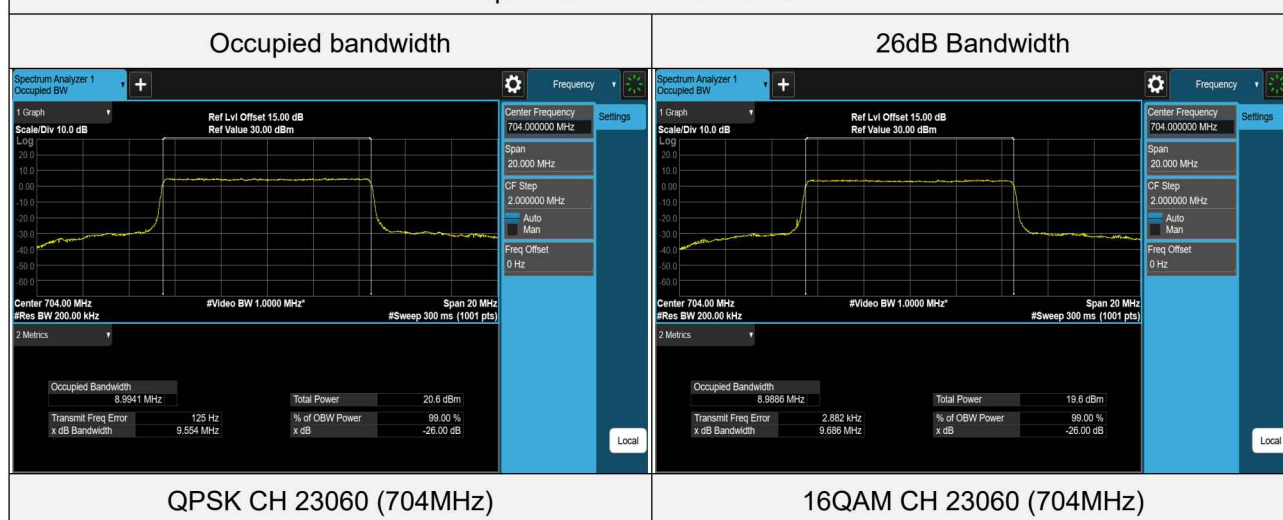 Occupied bandwidth
26dB Bandwidth
Spectrum Analyzer 1
Occupied BW
+
Frequency
1 Graph
Scale/Div 10.0 dB
Ref Lvl Offset 15.00 dB
Ref Value 30.00 dBm
Log
20.0
10.0
0.00
-10.0
-20.0
-30.0
-40.0
-50.0
-60.0
Center 704.00 MHz
#Res BW 200.00 kHz
#Video BW 1.0000 MHz*
Span 20 MHz
#Sweep 300 ms (1001 pts)
Center Frequency
704.000000 MHz
Settings
Span
20.000 MHz
CF Step
2.000000 MHz
Auto
Man
Freq Offset
0 Hz
2 Metrics
Occupied Bandwidth
8.9941 MHz
Total Power 20.6 dBm
Transmit Freq Error 125 Hz
% of OBW Power 99.00 %
x dB Bandwidth 9.554 MHz
x dB -26.00 dB
Local
Spectrum Analyzer 1
Occupied BW
+
Frequency
1 Graph
Scale/Div 10.0 dB
Ref Lvl Offset 15.00 dB
Ref Value 30.00 dBm
Log
20.0
10.0
0.00
-10.0
-20.0
-30.0
-40.0
-50.0
-60.0
Center 704.00 MHz
#Res BW 200.00 kHz
#Video BW 1.0000 MHz*
Span 20 MHz
#Sweep 300 ms (1001 pts)
Center Frequency
704.000000 MHz
Settings
Span
20.000 MHz
CF Step
2.000000 MHz
Auto
Man
Freq Offset
0 Hz
2 Metrics
Occupied Bandwidth
8.9886 MHz
Total Power 19.6 dBm
Transmit Freq Error 2.882 kHz
% of OBW Power 99.00 %
x dB Bandwidth 9.686 MHz
x dB -26.00 dB
Local
QPSK CH 23060 (704MHz)
16QAM CH 23060 (704MHz)